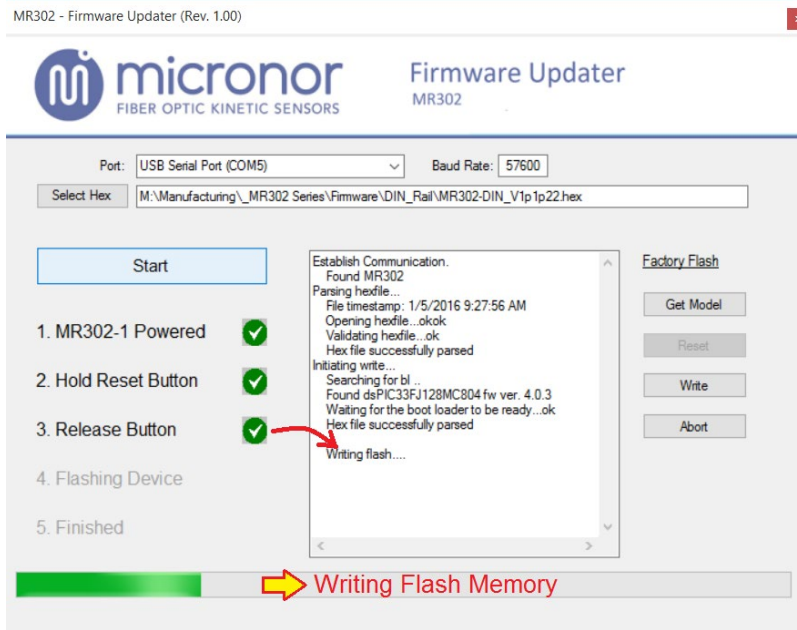 MR302 - Firmware Updater (Rev. 1.00)
micronor
FIBER OPTIC KINETIC SENSORS
Firmware Updater
MR302
Port: USB Serial Port (COM5) Baud Rate: 57600
Select Hex M:\Manufacturing\_MR302 Series\Firmware\DIN_Rail\MR302-DIN_V1p1p22.hex
Start
1. MR302-1 Powered
2. Hold Reset Button
3. Release Button
4. Flashing Device
5. Finished
Establish Communication.
Found MR302
Parsing hexfile...
File timestamp: 1/5/2016 9:27:56 AM
Opening hexfile...okok
Validating hexfile...ok
Hex file successfully parsed
Initiating write...
Searching for bl ..
Found dsPIC33FJ128MC804 fw ver. 4.0.3
Waiting for the boot loader to be ready...ok
Hex file successfully parsed
Writing flash....
Factory Flash
Get Model
Reset
Write
Abort
Writing Flash Memory